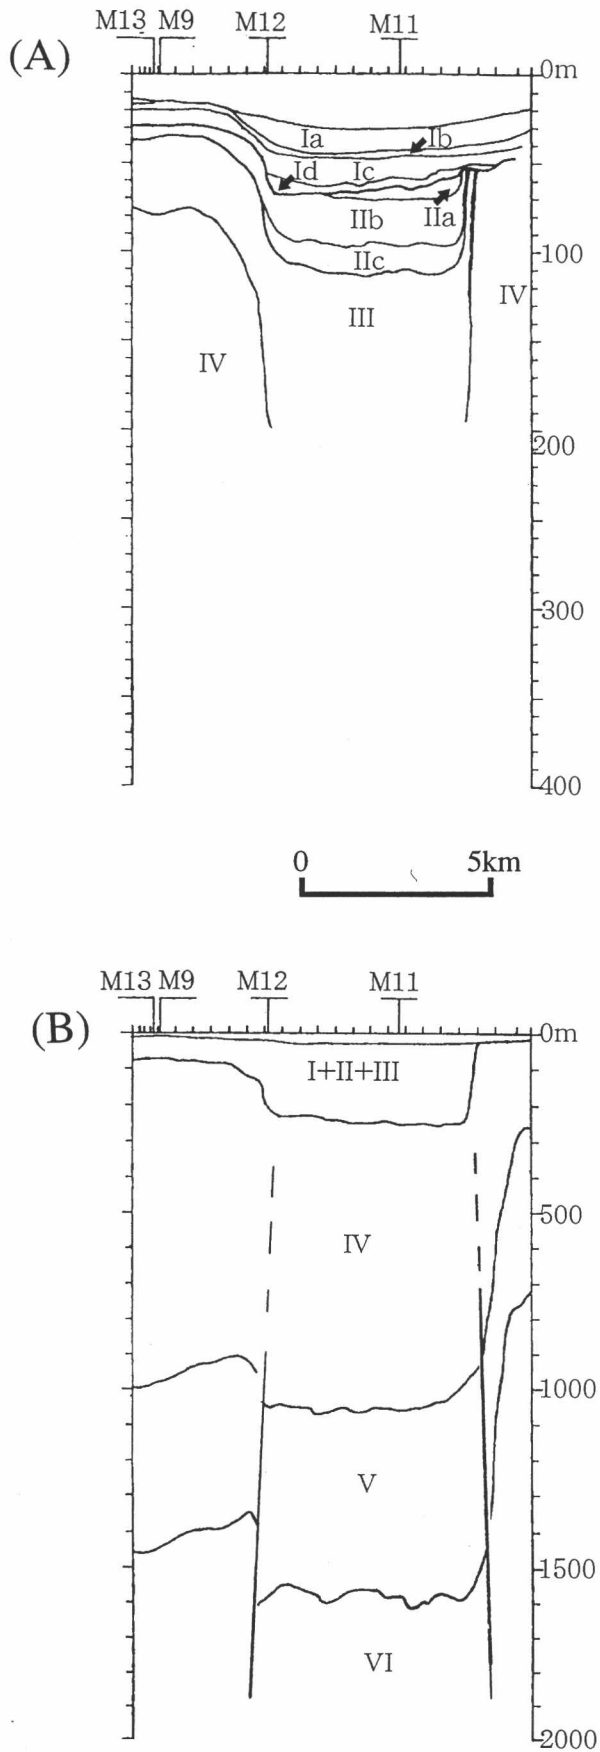 M13 M9 M12 M11
(A)
0m
Ia Ib
Id Ic
IIb IIa
100
IIc
III IV
IV
200
300
400
0 5km
M13 M9 M12 M11
(B)
0m
I+II+III
500
IV
1000
V
1500
VI
2000